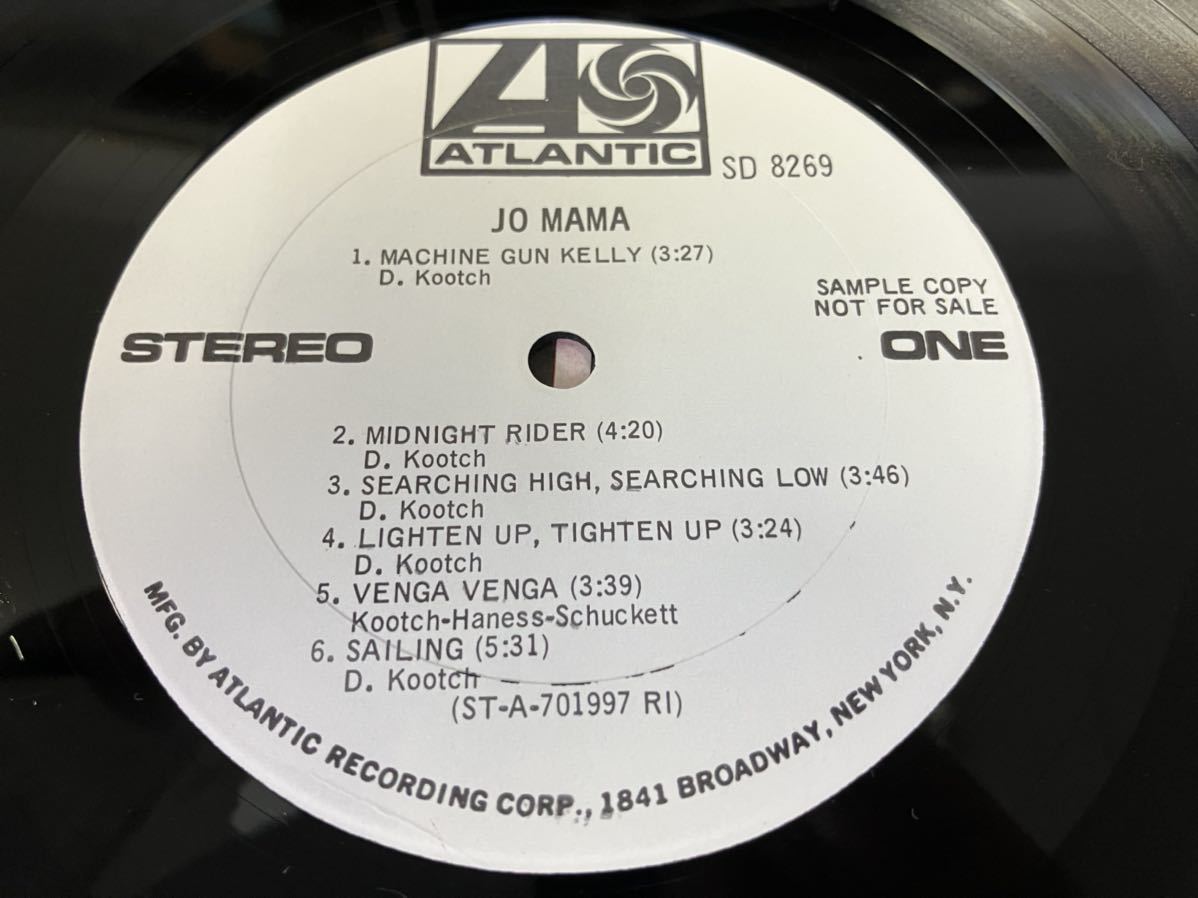 ATLANTIC
SD 8269
JO MAMA
1. MACHINE GUN KELLY (3:27)
D. Kootch
SAMPLE COPY
NOT FOR SALE
STEREO
ONE
2. MIDNIGHT RIDER (4:20)
D. Kootch
3. SEARCHING HIGH, SEARCHING LOW (3:46)
D. Kootch
4. LIGHTEN UP, TIGHTEN UP (3:24)
D. Kootch
5. VENGA VENGA (3:39)
Kootch-Haness-Schuckett
6. SAILING (5:31)
D. Kootch
(ST-A-701997 RI)
MFG. BY ATLANTIC RECORDING CORP., 1841 BROADWAY, NEW YORK, N.Y.